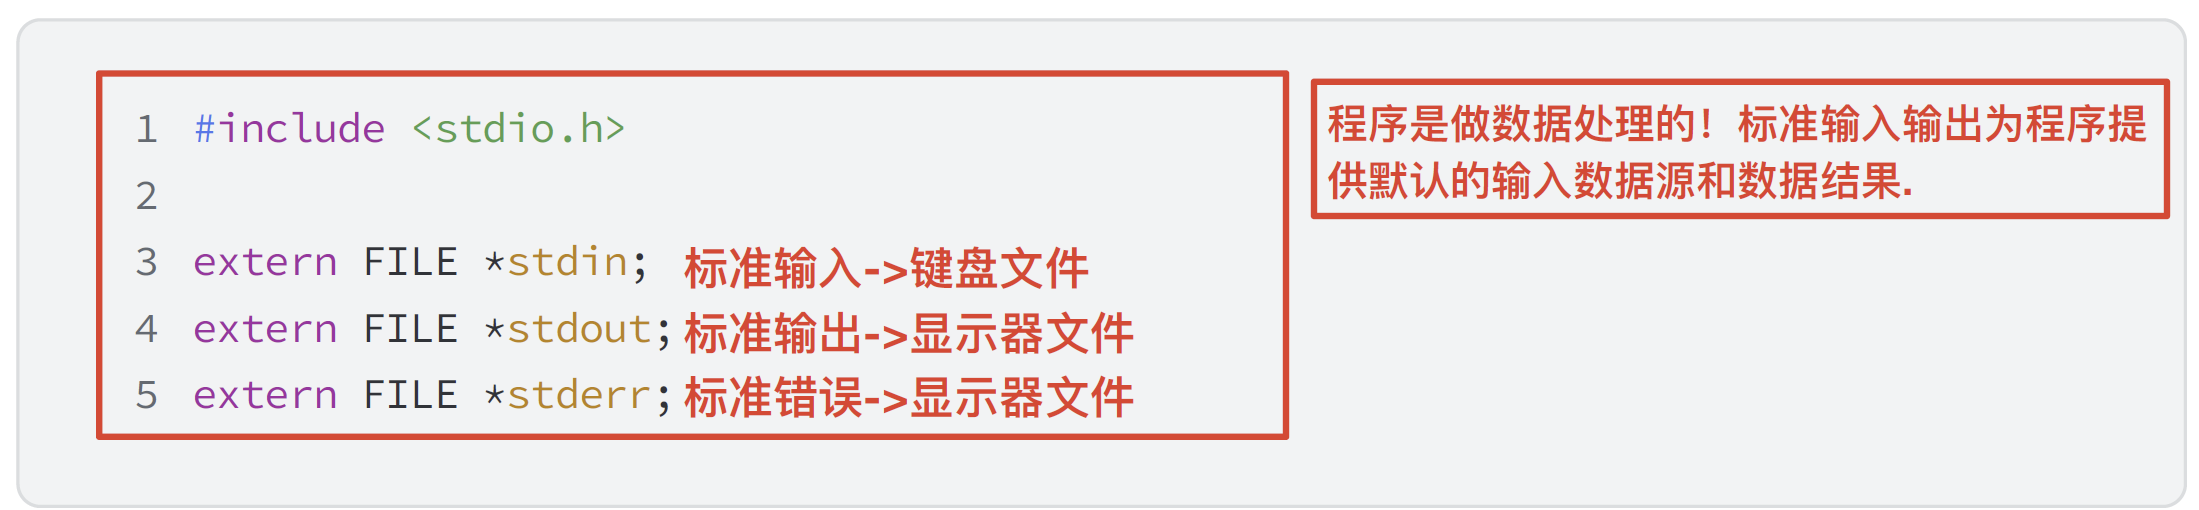 1 #include <stdio.h>
2
3 extern FILE *stdin; 标准输入->键盘文件
4 extern FILE *stdout; 标准输出->显示器文件
5 extern FILE *stderr; 标准错误->显示器文件
程序是做数据处理的！标准输入输出为程序提
供默认的输入数据源和数据结果.